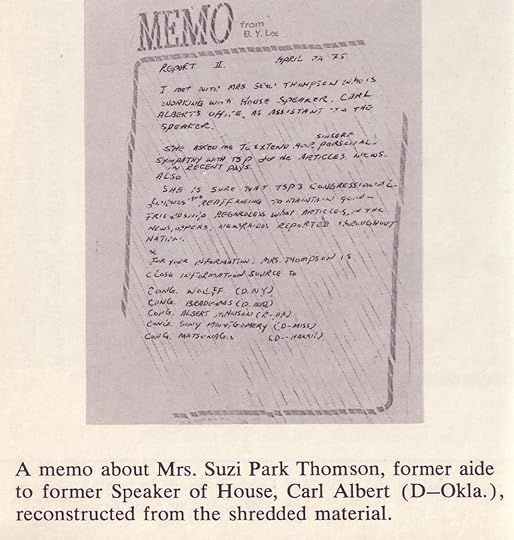 MEMO from
B. Y. Lee
REPORT II. APRIL 24 75
I met with MRS SEWI THOMPSON who is
working with HOUSE SPEAKER, CARL
ALBERT'S OFFICE, AS ASSISTANT TO THE
SPEAKER.
SINCERE
SHE ASKED ME TO EXTEND HER PERSONAL
SYMPATHY WITH TSP for the ARTICLES NEWS
IN RECENT DAYS.
ALSO
SHE IS SURE THAT TSP'S CONGRESSIONAL
friends REAFFIRMING TO MAINTAIN GOOD
FRIENDSHIP REGARDLESS what ARTICLES, IN THE
NEWSPAPERS, REPORTED THROUGHOUT
NATION.
FOR YOUR INFORMATION, MRS. THOMPSON IS
CLOSE INFORMATION SOURCE TO
CONG. WOLFF (D. NY)
CONG. BRADEMAS (D. IND)
CONG. ALBERT JOHNSON (R-PA)
CONG. SONY MONTGOMERY (D-MISS)
CONG. MATSUNAGA (D-HAWAII)
A memo about Mrs. Suzi Park Thomson, former aide
to former Speaker of House, Carl Albert (D–Okla.),
reconstructed from the shredded material.